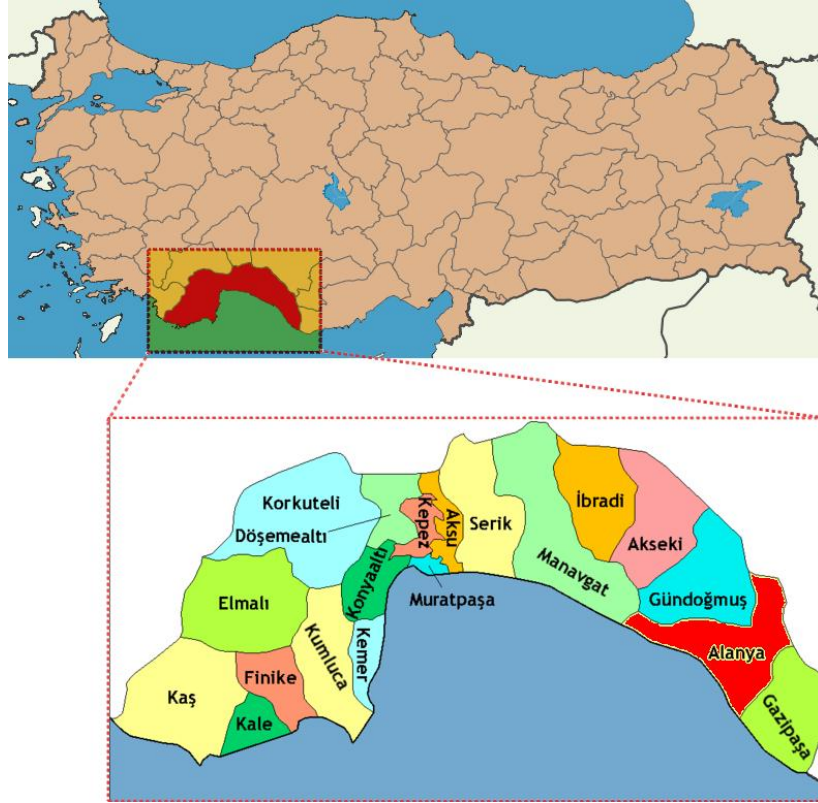 Korkuteli
Döşemealtı
Kepez
Aksu
Serik
İbradi
Akseki
Manavgat
Gündoğmuş
Elmalı
Konyaaltı
Muratpaşa
Kumluca
Kemer
Alanya
Finike
Kaş
Kale
Gazipaşa